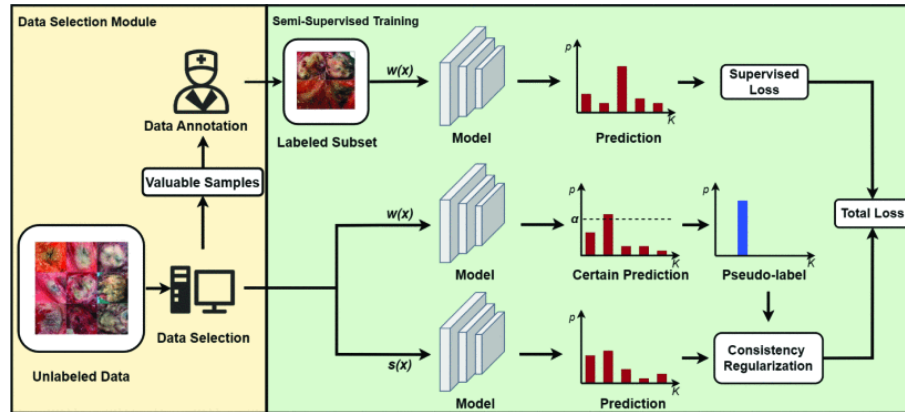 Data Selection Module
Semi-Supervised Training
Data Annotation
Valuable Samples
Unlabeled Data
Data Selection
Labeled Subset
w(x)
Model
p
K
Prediction
Supervised
Loss
w(x)
Model
p
α
K
Certain Prediction
p
K
Pseudo-label
Total Loss
s(x)
Model
p
K
Prediction
Consistency
Regularization